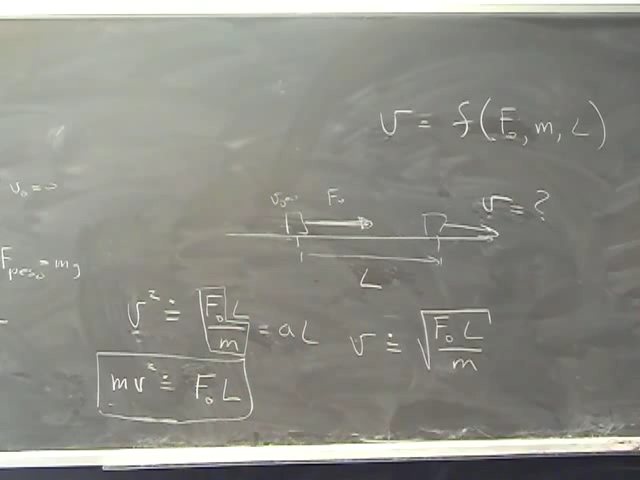 v ≐ f(F₀, m, L)
v₀=0
v₀=0 F₀ v=?
F_peso = mg
L
v² ≐ F₀L/m = aL v ≐ √(F₀L/m)
mv² ≐ F₀L